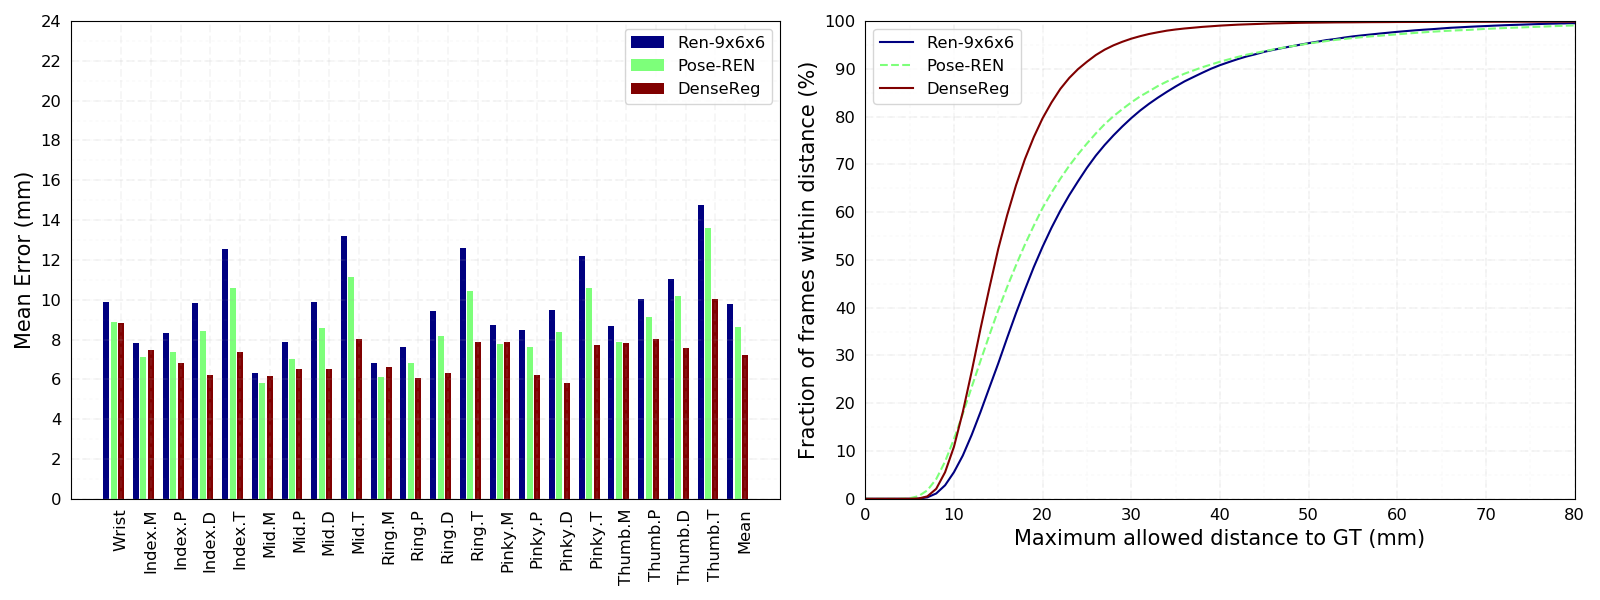 24
22
20
18
16
14
12
10
8
6
4
2
0
Mean Error (mm)
Ren-9x6x6
Pose-REN
DenseReg
Wrist
Index.M
Index.P
Index.D
Index.T
Mid.M
Mid.P
Mid.D
Mid.T
Ring.M
Ring.P
Ring.D
Ring.T
Pinky.M
Pinky.P
Pinky.D
Pinky.T
Thumb.M
Thumb.P
Thumb.D
Thumb.T
Mean
100
90
80
70
60
50
40
30
20
10
0
Fraction of frames within distance (%)
Ren-9x6x6
Pose-REN
DenseReg
0 10 20 30 40 50 60 70 80
Maximum allowed distance to GT (mm)